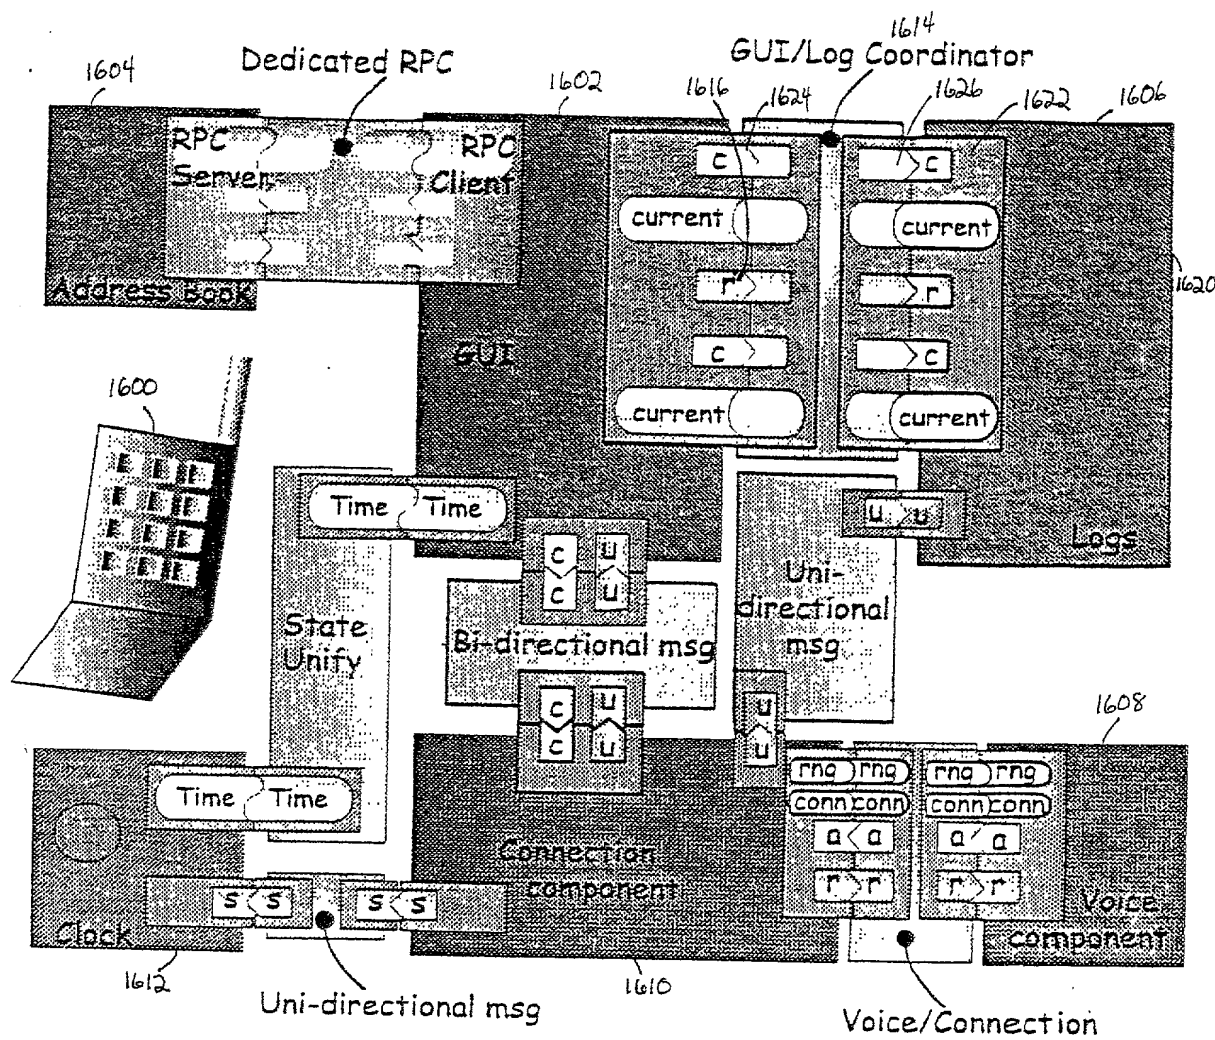 1614
Dedicated RPC
GUI/Log Coordinator
1604
1602
1616
1624
1626
1622
1606
RPC
Server
RPC
Client
c
c
current
current
r
r
1620
Address Book
GUI
c
c
current
current
1600
E E E
E E E
E E E
E E E
Time Time
u u
Logs
c u
c u
Uni-
directional
msg
State
Unify
Bi-directional msg
c u
c u
u
u
1608
rng rng
rng rng
Time Time
conn conn
conn conn
a a
a a
Connection
component
r r
r r
s s
s s
Voice
component
Clock
1612
1610
Uni-directional msg
Voice/Connection